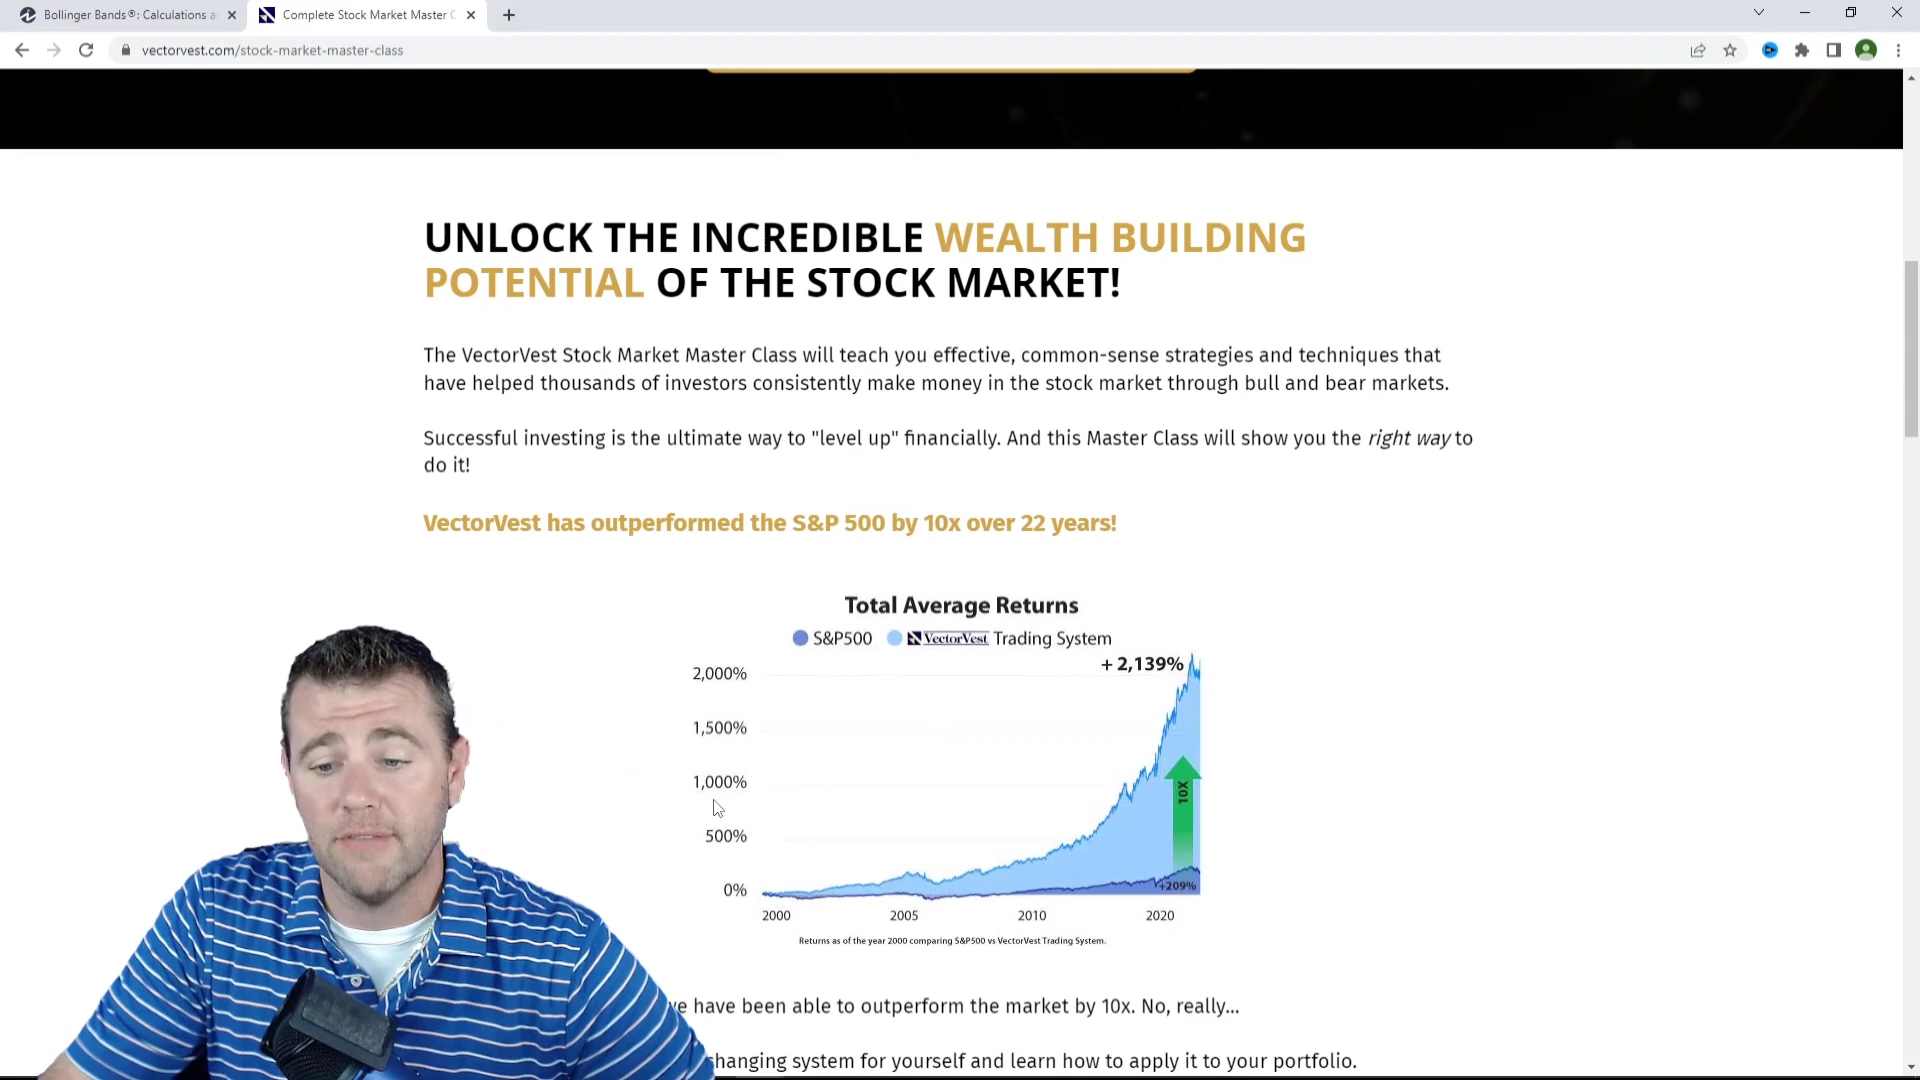 Bollinger Bands®: Calculations a
Complete Stock Market Master C
vectorvest.com/stock-market-master-class
UNLOCK THE INCREDIBLE WEALTH BUILDING
POTENTIAL OF THE STOCK MARKET!
The VectorVest Stock Market Master Class will teach you effective, common-sense strategies and techniques that
have helped thousands of investors consistently make money in the stock market through bull and bear markets.
Successful investing is the ultimate way to "level up" financially. And this Master Class will show you the right way to
do it!
VectorVest has outperformed the S&P 500 by 10x over 22 years!
Total Average Returns
S&P500 VectorVest Trading System
+ 2,139%
2,000%
1,500%
1,000%
10X
500%
0%
+209%
2000 2005 2010 2020
Returns as of the year 2000 comparing S&P500 vs VectorVest Trading System.
have been able to outperform the market by 10x. No, really...
system for yourself and learn how to apply it to your portfolio.